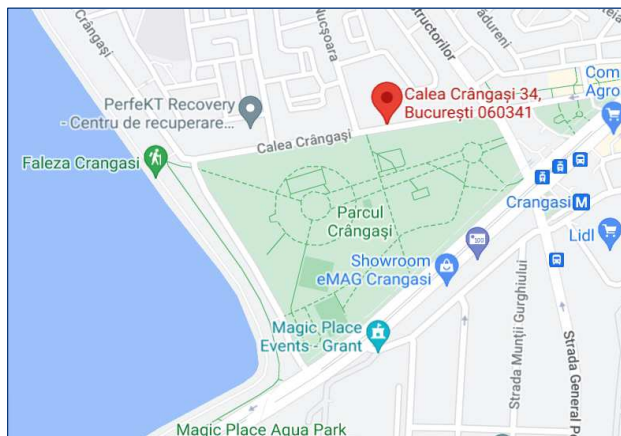 Crângași
Nucșoara
structorilor
ădureni
Com
Agro
PerfeKT Recovery
- Centru de recuperare...
Calea Crângași 34,
București 060341
Calea Crângași
Faleza Crangasi
Crangasi
M
Parcul
Crângași
Lidl
Showroom
eMAG Crangasi
Strada Munții Gurghiului
Strada General P
Magic Place
Events - Grant
Magic Place Aqua Park